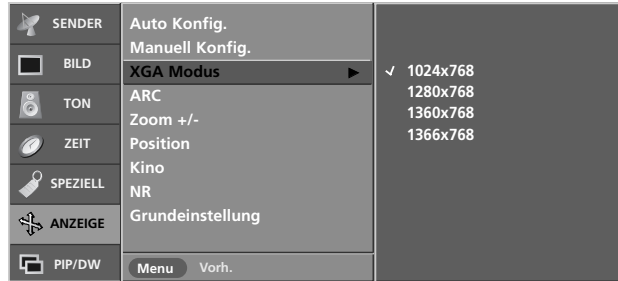 SENDER
BILD
TON
ZEIT
SPEZIELL
ANZEIGE
PIP/DW
Auto Konfig.
Manuell Konfig.
XGA Modus
ARC
Zoom +/-
Position
Kino
NR
Grundeinstellung
Menu Vorh.
1024x768
1280x768
1360x768
1366x768